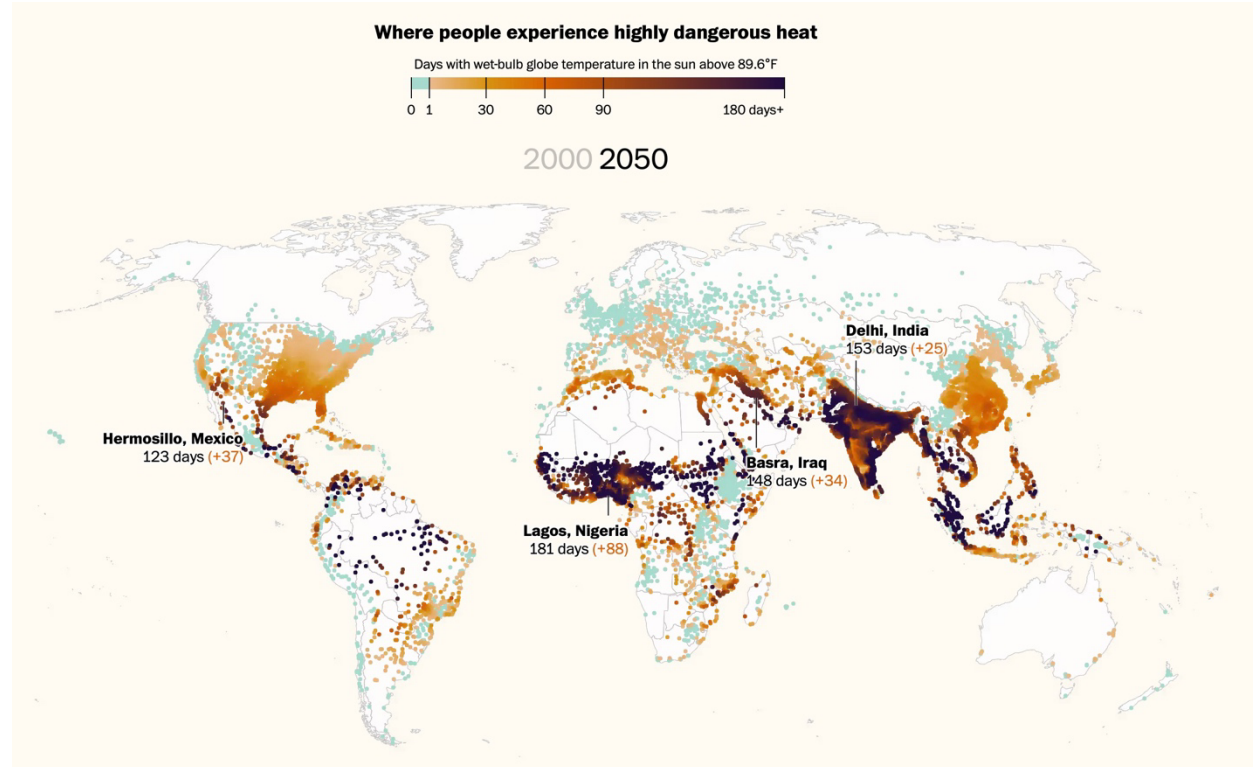 Where people experience highly dangerous heat
Days with wet-bulb globe temperature in the sun above 89.6°F
0 1 30 60 90 180 days+
2000 2050
Delhi, India
153 days (+25)
Hermosillo, Mexico
123 days (+37)
Basra, Iraq
148 days (+34)
Lagos, Nigeria
181 days (+88)